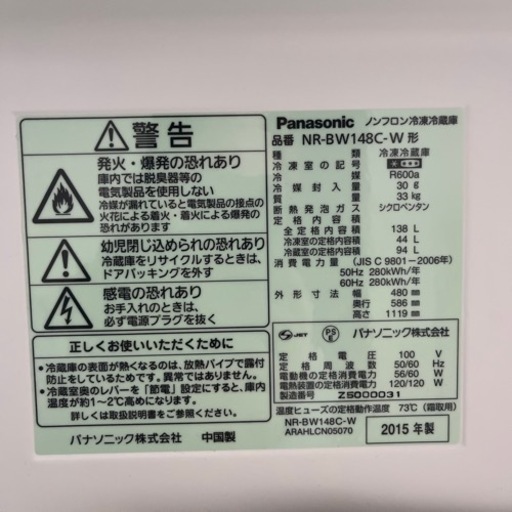 警告
発火・爆発の恐れあり
庫内では脱臭器等の
電気製品を使用しない
冷媒が漏れていると電気製品の接点の
火花による着火・着火による爆発の
恐れがあります
幼児閉じ込められの恐れあり
冷蔵庫をリサイクルするときは、
ドアパッキングを外す
感電の恐れあり
お手入れのときは、
必ず電源プラグを抜く
正しくお使いいただくために
•冷蔵庫の表面が熱くなるのは、放熱パイプで露付
防止をしているためです。異常ではありません。
•冷蔵室奥のレバーを「節電」設定にすると、庫内
温度が約1~2℃高めに変わります。
詳しくは取扱説明書をご参照ください
パナソニック株式会社 中国製
Panasonic ノンフロン冷凍冷蔵庫
品番 NR-BW148C-W 形
種類 冷凍冷蔵庫
冷凍室の記号
冷媒 R600a
冷媒封入量 30 g
質量 33 kg
断熱発泡ガス シクロペンタン
定格内容積
全定格内容積 138 L
冷凍室の定格内容積 44 L
冷蔵室の定格内容積 94 L
消費電力量 (JIS C 9801-2006年)
50Hz 280kWh/年
60Hz 280kWh/年
外形寸法 幅 480 mm
奥行 586 mm
高さ 1119 mm
JET PS E パナソニック株式会社
定格電圧 100 V
定格周波数 50/60 Hz
電動機の定格消費電力 56/60 W
電熱装置の定格消費電力 120/120 W
製造番号 Z5000031
温度ヒューズの定格動作温度 73℃ (箱取用)
NR-BW148C-W
ARAHLCN05070
2015 年製